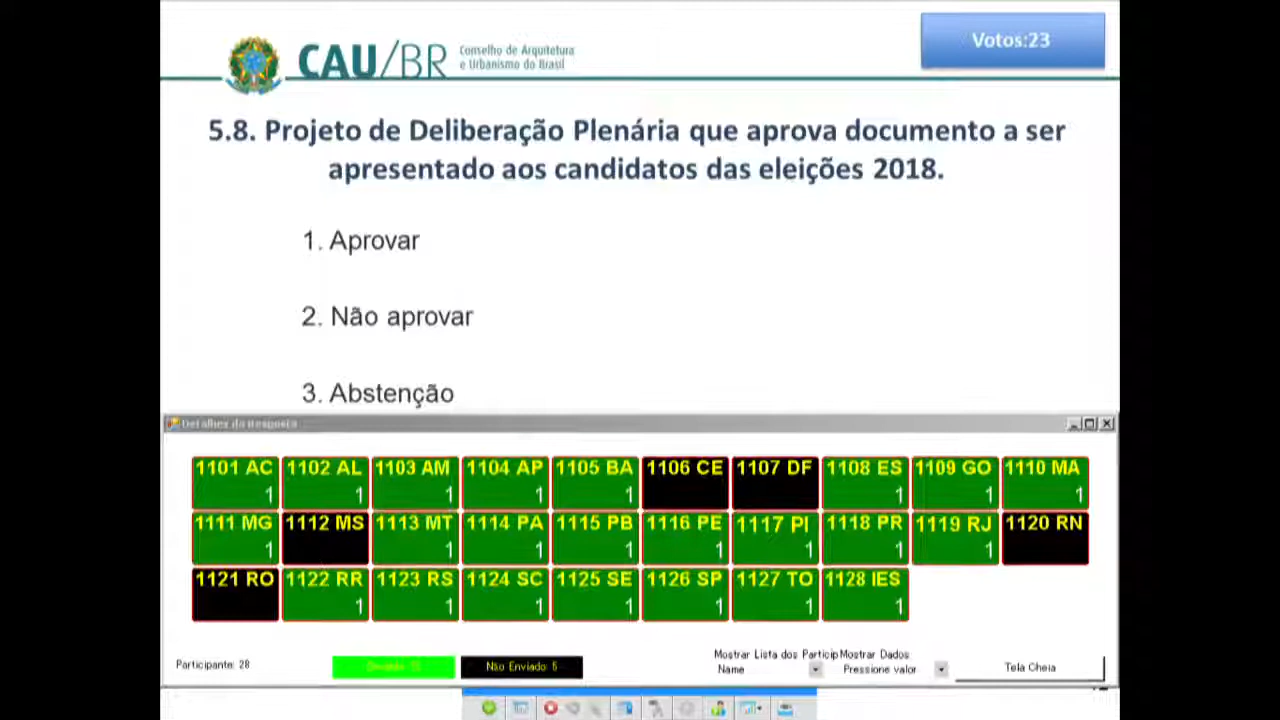 CAU/BR Conselho de Arquitetura
e Urbanismo do Brasil
Votos:23
5.8. Projeto de Deliberação Plenária que aprova documento a ser
apresentado aos candidatos das eleições 2018.
1. Aprovar
2. Não aprovar
3. Abstenção
Detalhes da Resposta
1101 AC 1102 AL 1103 AM 1104 AP 1105 BA 1106 CE 1107 DF 1108 ES 1109 GO 1110 MA
1 1 1 1 1 1 1 1
1111 MG 1112 MS 1113 MT 1114 PA 1115 PB 1116 PE 1117 PI 1118 PR 1119 RJ 1120 RN
1 1 1 1 1 1 1 1
1121 RO 1122 RR 1123 RS 1124 SC 1125 SE 1126 SP 1127 TO 1128 IES
1 1 1 1 1 1 1
Mostrar Lista dos Particip Mostrar Dados
Participante: 28 Não Enviado: 5 Name Pressione valor Tela Cheia